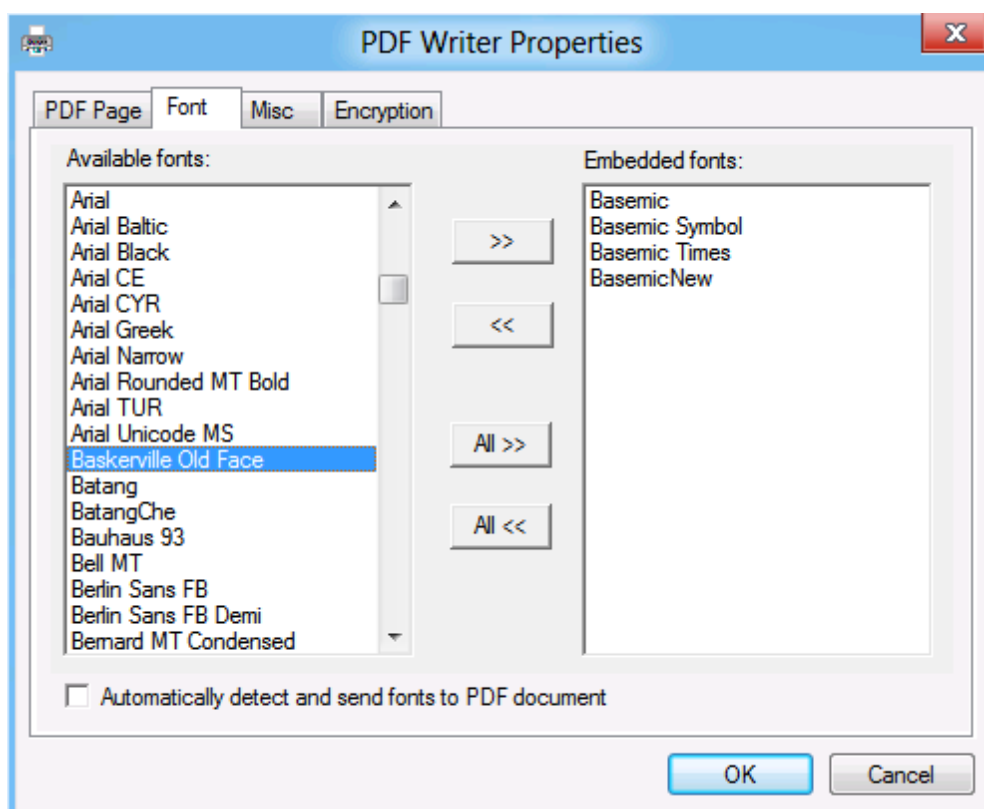 PDF Writer Properties
x
PDF Page Font Misc Encryption
Available fonts:
Arial
Arial Baltic
Arial Black
Arial CE
Arial CYR
Arial Greek
Arial Narrow
Arial Rounded MT Bold
Arial TUR
Arial Unicode MS
Baskerville Old Face
Batang
BatangChe
Bauhaus 93
Bell MT
Berlin Sans FB
Berlin Sans FB Demi
Bernard MT Condensed
>>
<<
All >>
All <<
Embedded fonts:
Basemic
Basemic Symbol
Basemic Times
BasemicNew
Automatically detect and send fonts to PDF document
OK Cancel